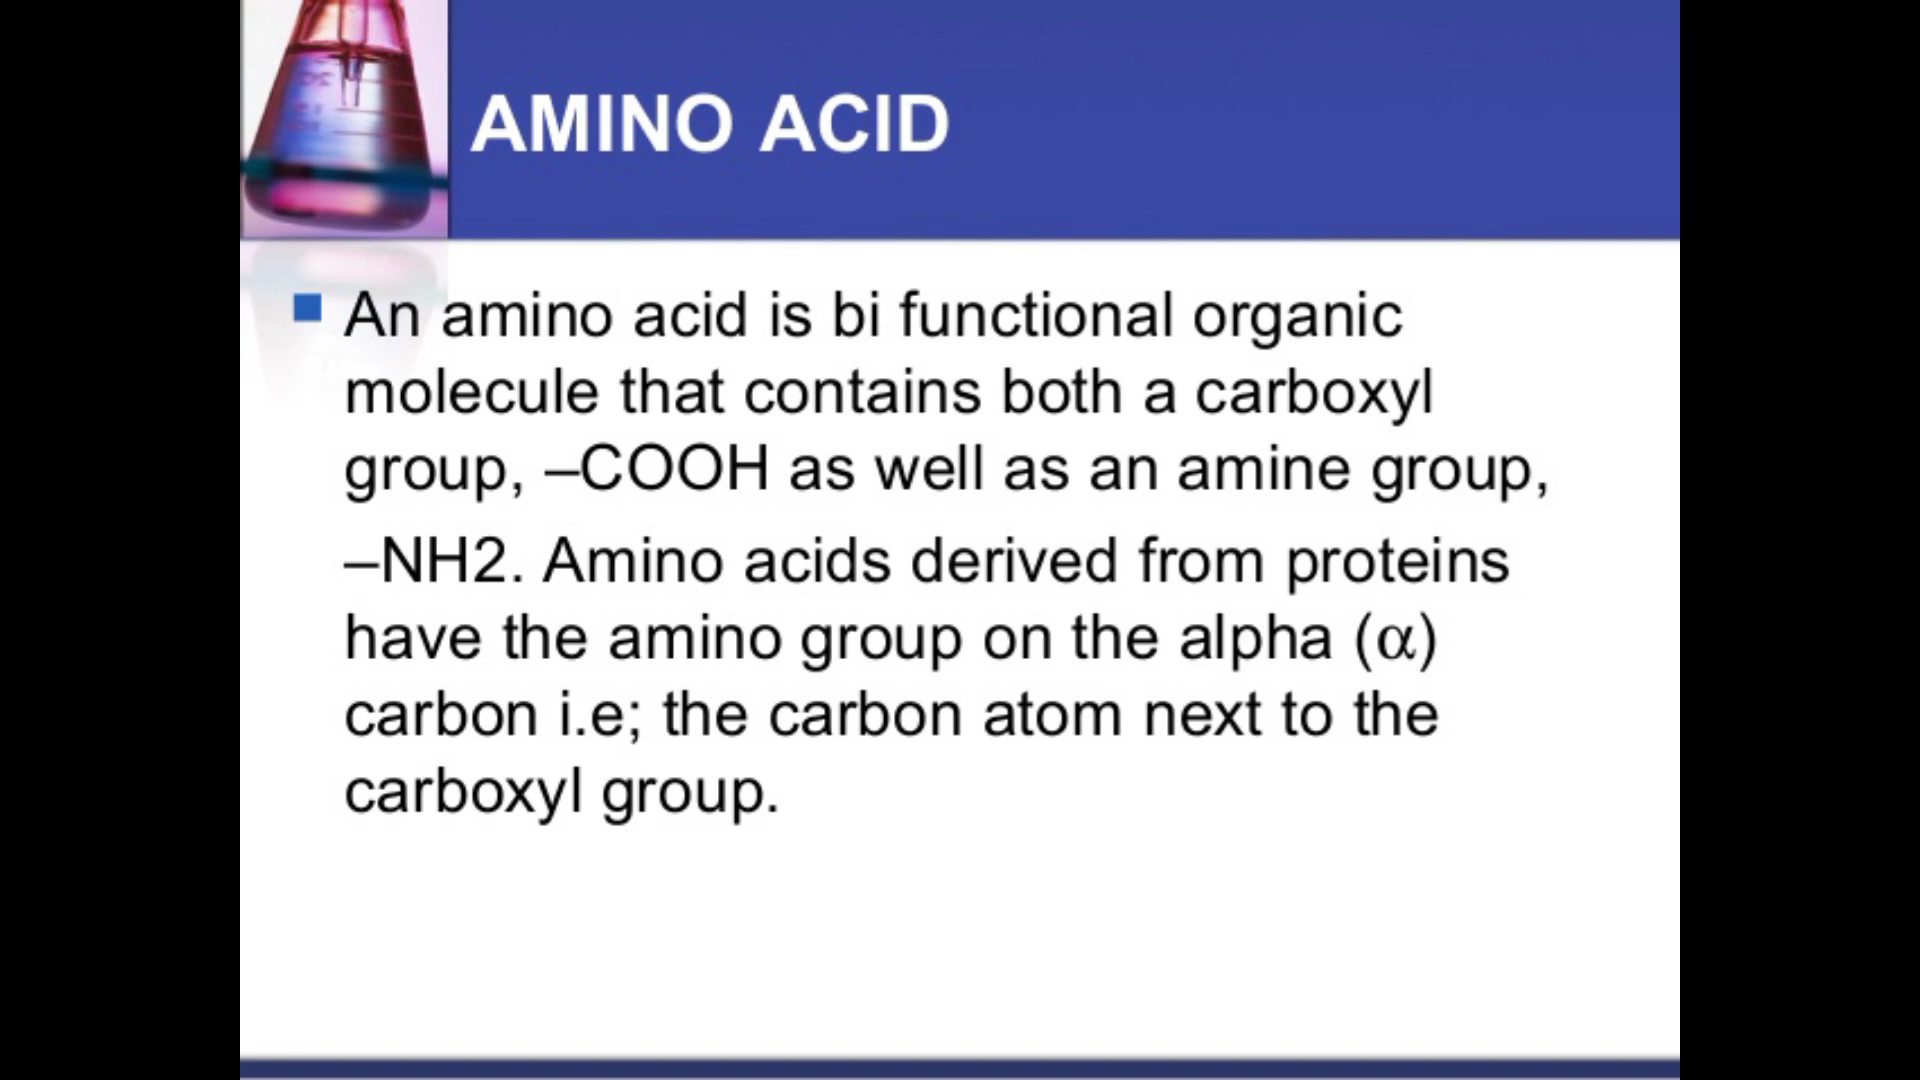 AMINO ACID
An amino acid is bi functional organic
molecule that contains both a carboxyl
group, –COOH as well as an amine group,
–NH2. Amino acids derived from proteins
have the amino group on the alpha (α)
carbon i.e; the carbon atom next to the
carboxyl group.